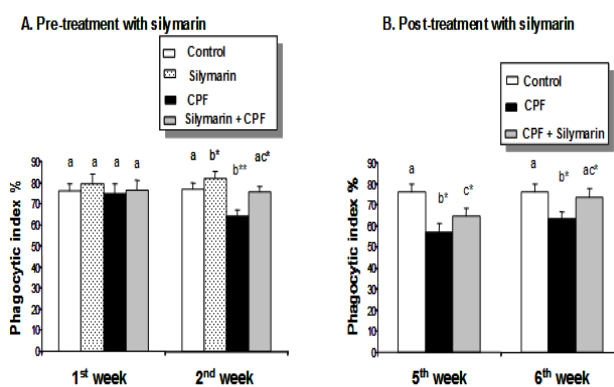 A. Pre-treatment with silymarin
Control
Silymarin
CPF
Silymarin + CPF
Phagocytic index %
90
80
70
60
50
40
30
20
10
0
a a a a
a b* b** ac*
1st week 2nd week
B. Post-treatment with silymarin
Control
CPF
CPF + Silymarin
Phagocytic index %
90
80
70
60
50
40
30
20
10
0
a b* c*
a b* ac*
5th week 6th week